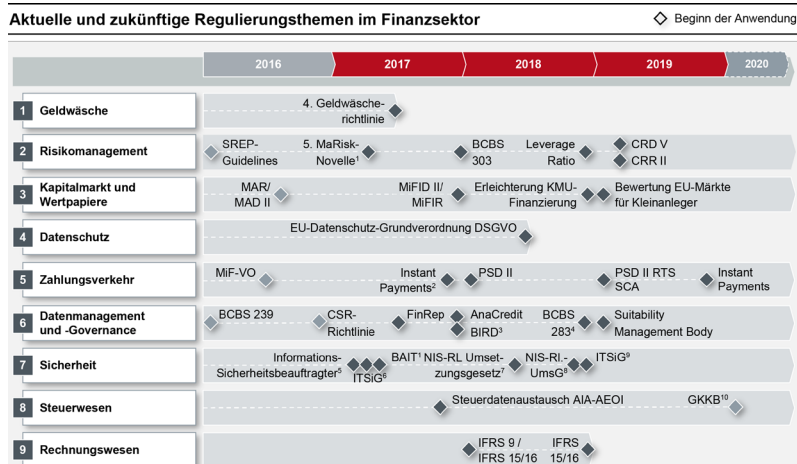 Aktuelle und zukünftige Regulierungsthemen im Finanzsektor
Beginn der Anwendung
2016 2017 2018 2019 2020
1 Geldwäsche
4. Geldwäsche-
richtlinie
2 Risikomanagement
SREP-
Guidelines
5. MaRisk-
Novelle¹
BCBS
303
Leverage
Ratio
CRD V
CRR II
3 Kapitalmarkt und
Wertpapiere
MAR/
MAD II
MiFID II/
MiFIR
Erleichterung KMU-
Finanzierung
Bewertung EU-Märkte
für Kleinanleger
4 Datenschutz
EU-Datenschutz-Grundverordnung DSGVO
5 Zahlungsverkehr
MiF-VO
Instant
Payments²
PSD II
PSD II RTS
SCA
Instant
Payments
6 Datenmanagement
und -Governance
BCBS 239
CSR-
Richtlinie
FinRep
AnaCredit
BIRD³
BCBS
283⁴
Suitability
Management Body
7 Sicherheit
Informations-
Sicherheitsbeauftragter⁵
ITSiG⁶
BAIT¹
NIS-RL Umset-
zungsgesetz⁷
NIS-Rl.-
UmsG⁸
ITSiG⁹
8 Steuerwesen
Steuerdatenaustausch AIA-AEOI
GKKB¹⁰
9 Rechnungswesen
IFRS 9 /
IFRS 15/16
IFRS
15/16